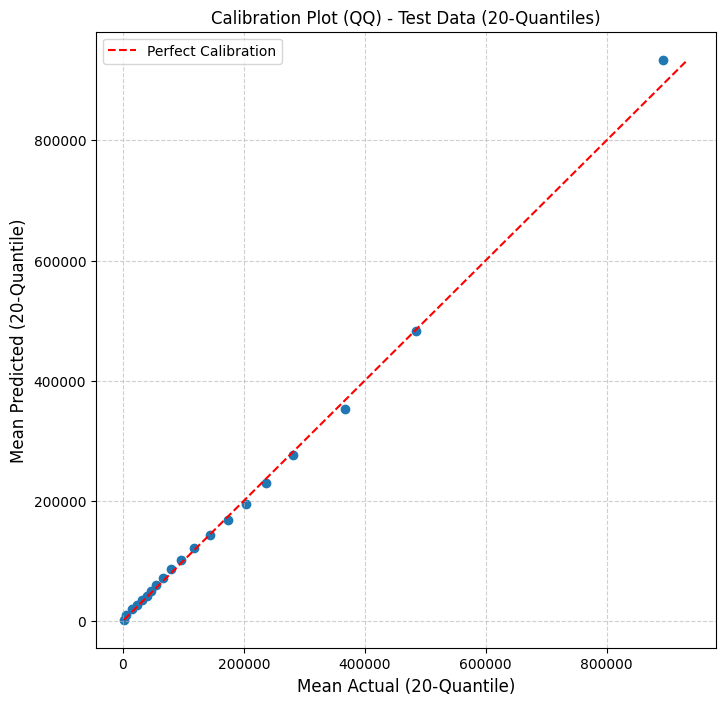 Calibration Plot (QQ) - Test Data (20-Quantiles)
Perfect Calibration
Mean Predicted (20-Quantile)
800000
600000
400000
200000
0
0 200000 400000 600000 800000
Mean Actual (20-Quantile)